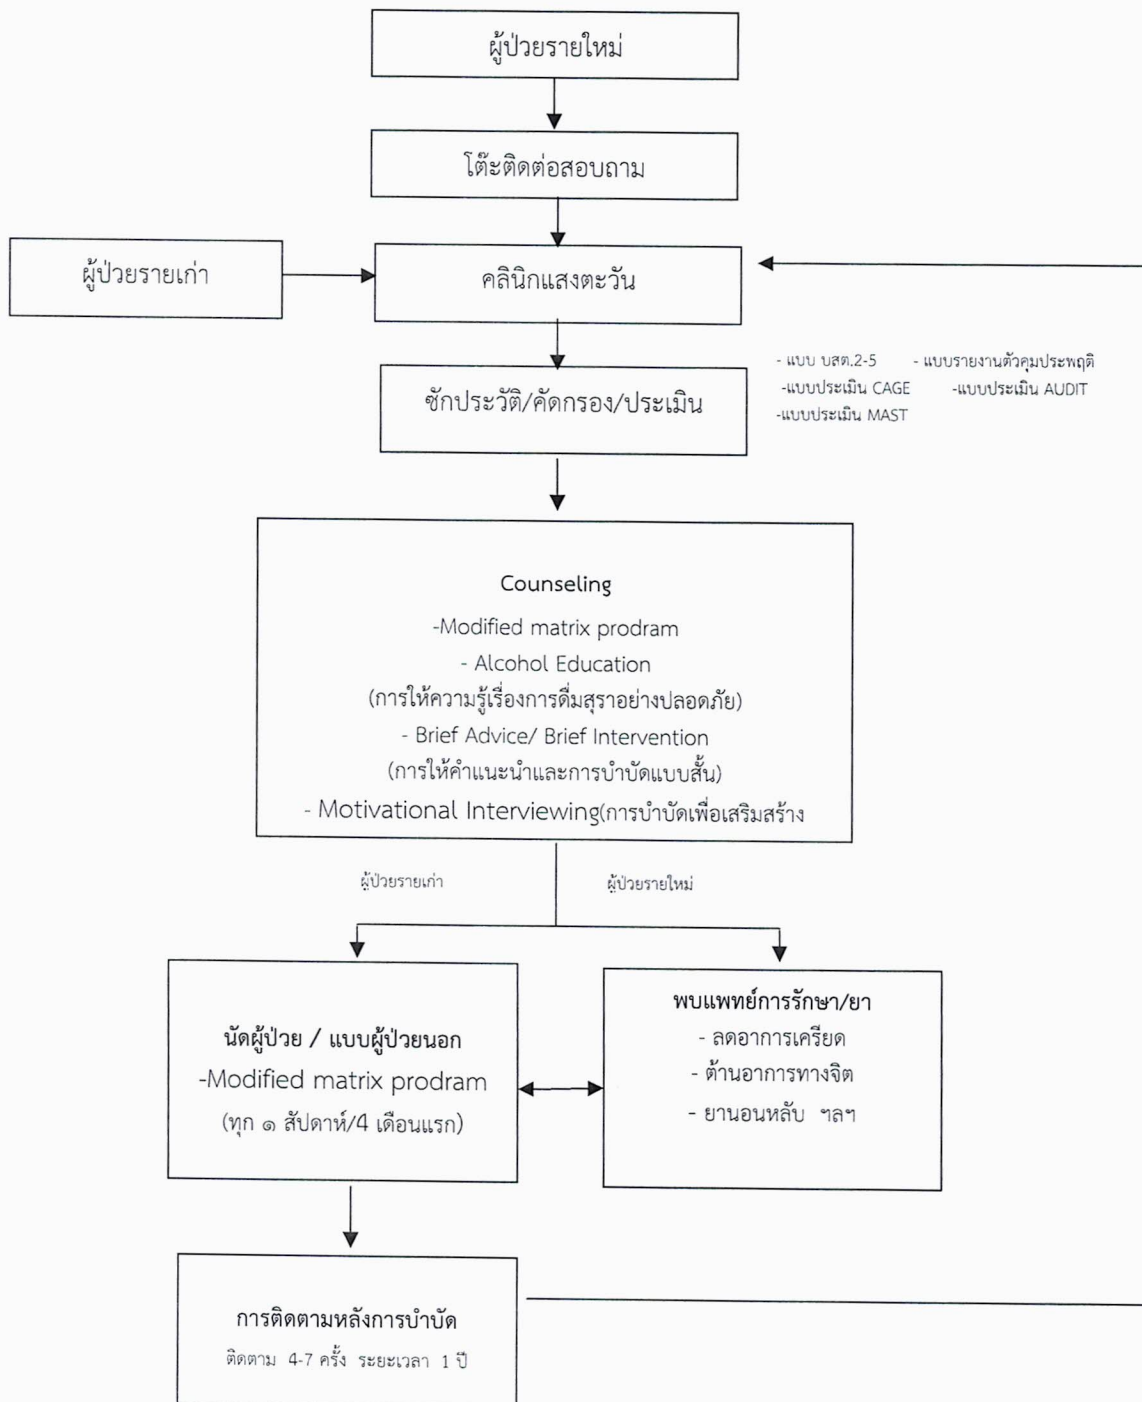 ผู้ป่วยรายใหม่
โต๊ะติดต่อสอบถาม
ผู้ป่วยรายเก่า
คลินิกแสงตะวัน
ซักประวัติ/คัดกรอง/ประเมิน
- แบบ บสต.2-5 - แบบรายงานตัวคุมประพฤติ
-แบบประเมิน CAGE -แบบประเมิน AUDIT
-แบบประเมิน MAST
Counseling
-Modified matrix prodram
- Alcohol Education
(การให้ความรู้เรื่องการดื่มสุราอย่างปลอดภัย)
- Brief Advice/ Brief Intervention
(การให้คำแนะนำและการบำบัดแบบสั้น)
- Motivational Interviewing(การบำบัดเพื่อเสริมสร้าง
ผู้ป่วยรายเก่า ผู้ป่วยรายใหม่
นัดผู้ป่วย / แบบผู้ป่วยนอก
-Modified matrix prodram
(ทุก ๑ สัปดาห์/4 เดือนแรก)
พบแพทย์การรักษา/ยา
- ลดอาการเครียด
- ต้านอาการทางจิต
- ยานอนหลับ ฯลฯ
การติดตามหลังการบำบัด
ติดตาม 4-7 ครั้ง ระยะเวลา 1 ปี